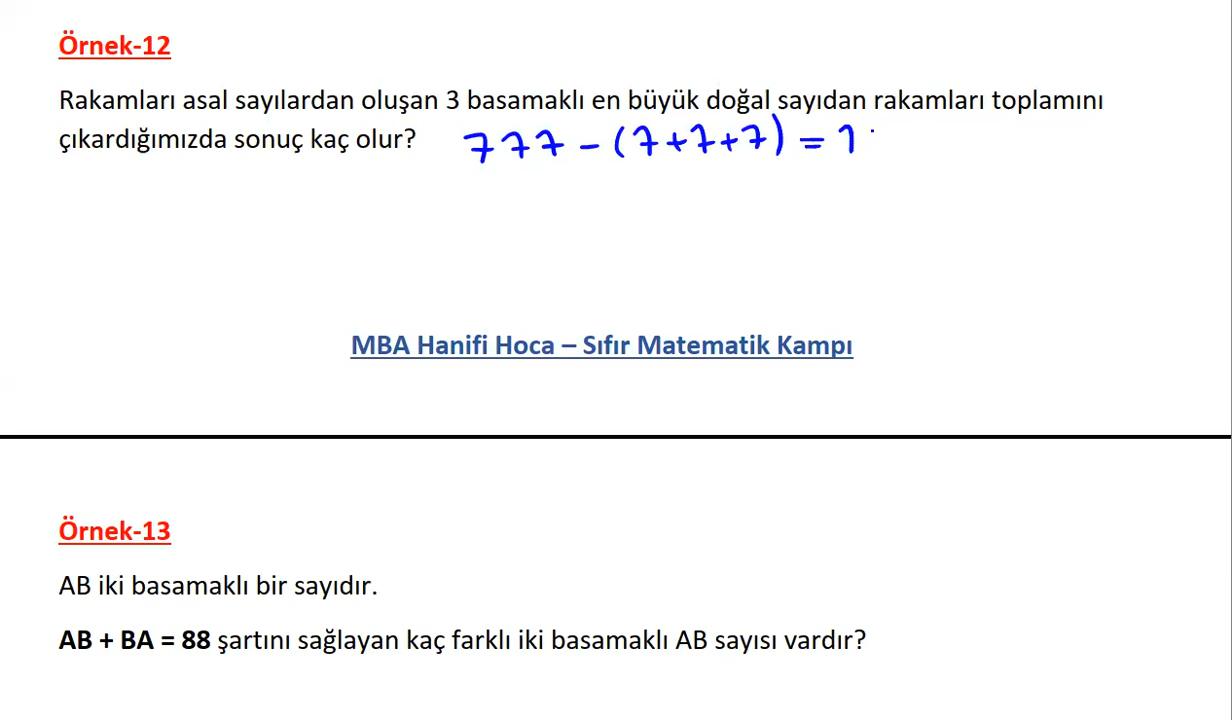 Örnek-12
Rakamları asal sayılardan oluşan 3 basamaklı en büyük doğal sayıdan rakamları toplamını
çıkardığımızda sonuç kaç olur? 777 - (7+7+7) = 1
MBA Hanifi Hoca – Sıfır Matematik Kampı
Örnek-13
AB iki basamaklı bir sayıdır.
AB + BA = 88 şartını sağlayan kaç farklı iki basamaklı AB sayısı vardır?